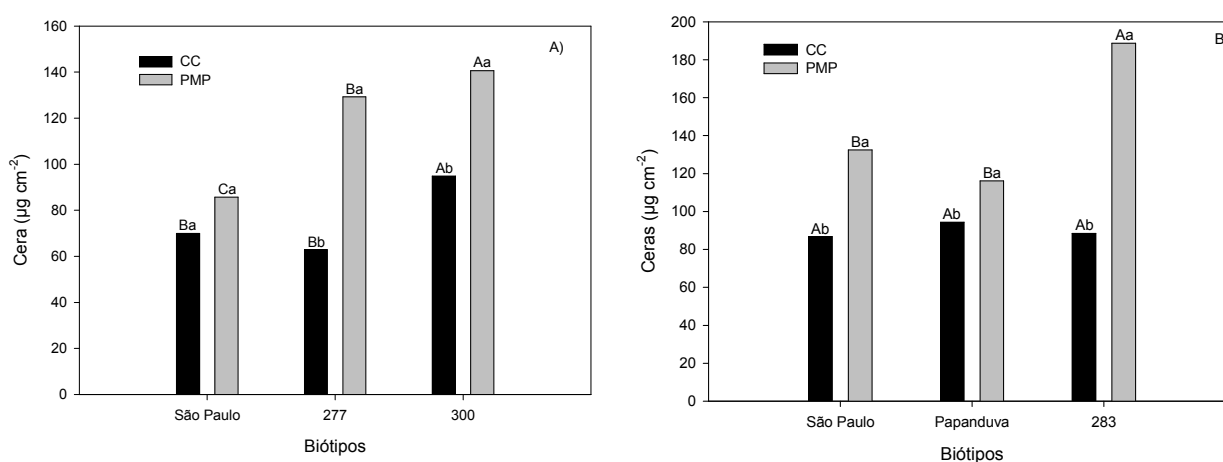 160
140
120
100
80
60
40
20
0
Cera (µg cm⁻²)
CC
PMP
A)
Ba
Ca
Bb
Ba
Ab
Aa
São Paulo 277 300
Biótipos
200
180
160
140
120
100
80
60
40
20
0
Ceras (µg cm⁻²)
CC
PMP
B
Ab
Ba
Ab
Ba
Ab
Aa
São Paulo Papanduva 283
Biótipos